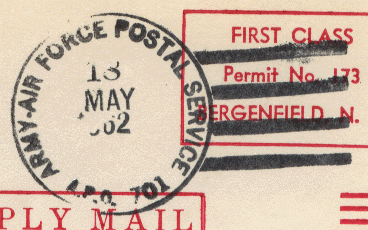 ARMY-AIR FORCE POSTAL SERVICE
A.P.O. 701
18
MAY
1962
FIRST CLASS
Permit No. 173
BERGENFIELD, N.
PLY MAIL